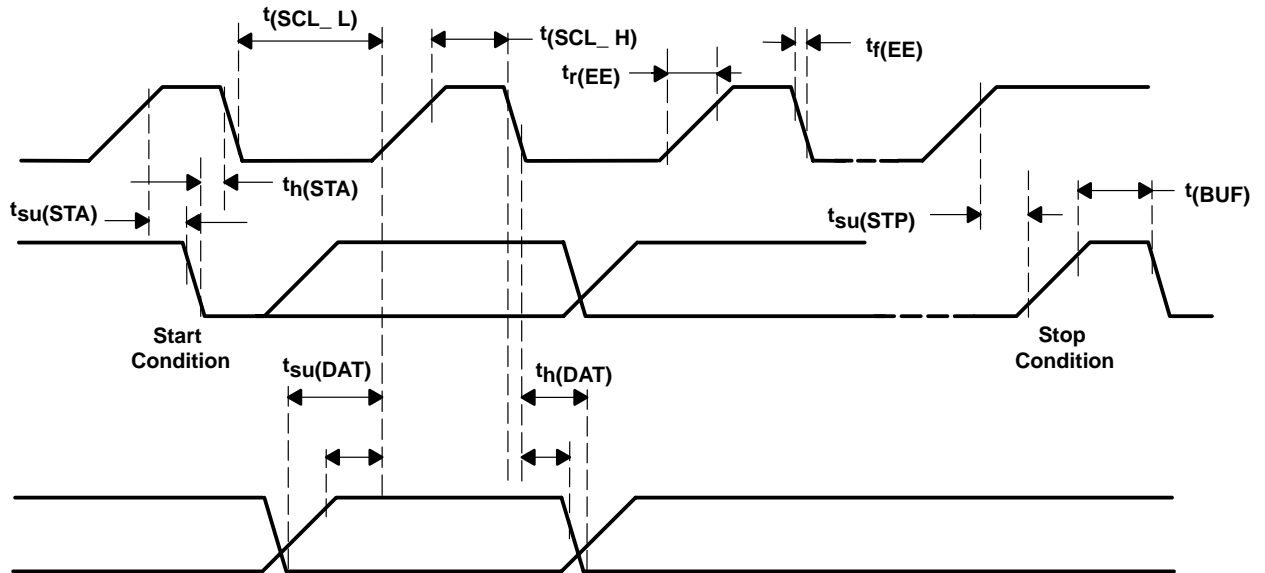 t(SCL_ L)
t(SCL_ H)
tf(EE)
tr(EE)
th(STA)
tsu(STA)
tsu(STP)
t(BUF)
Start
Condition
Stop
Condition
tsu(DAT)
th(DAT)